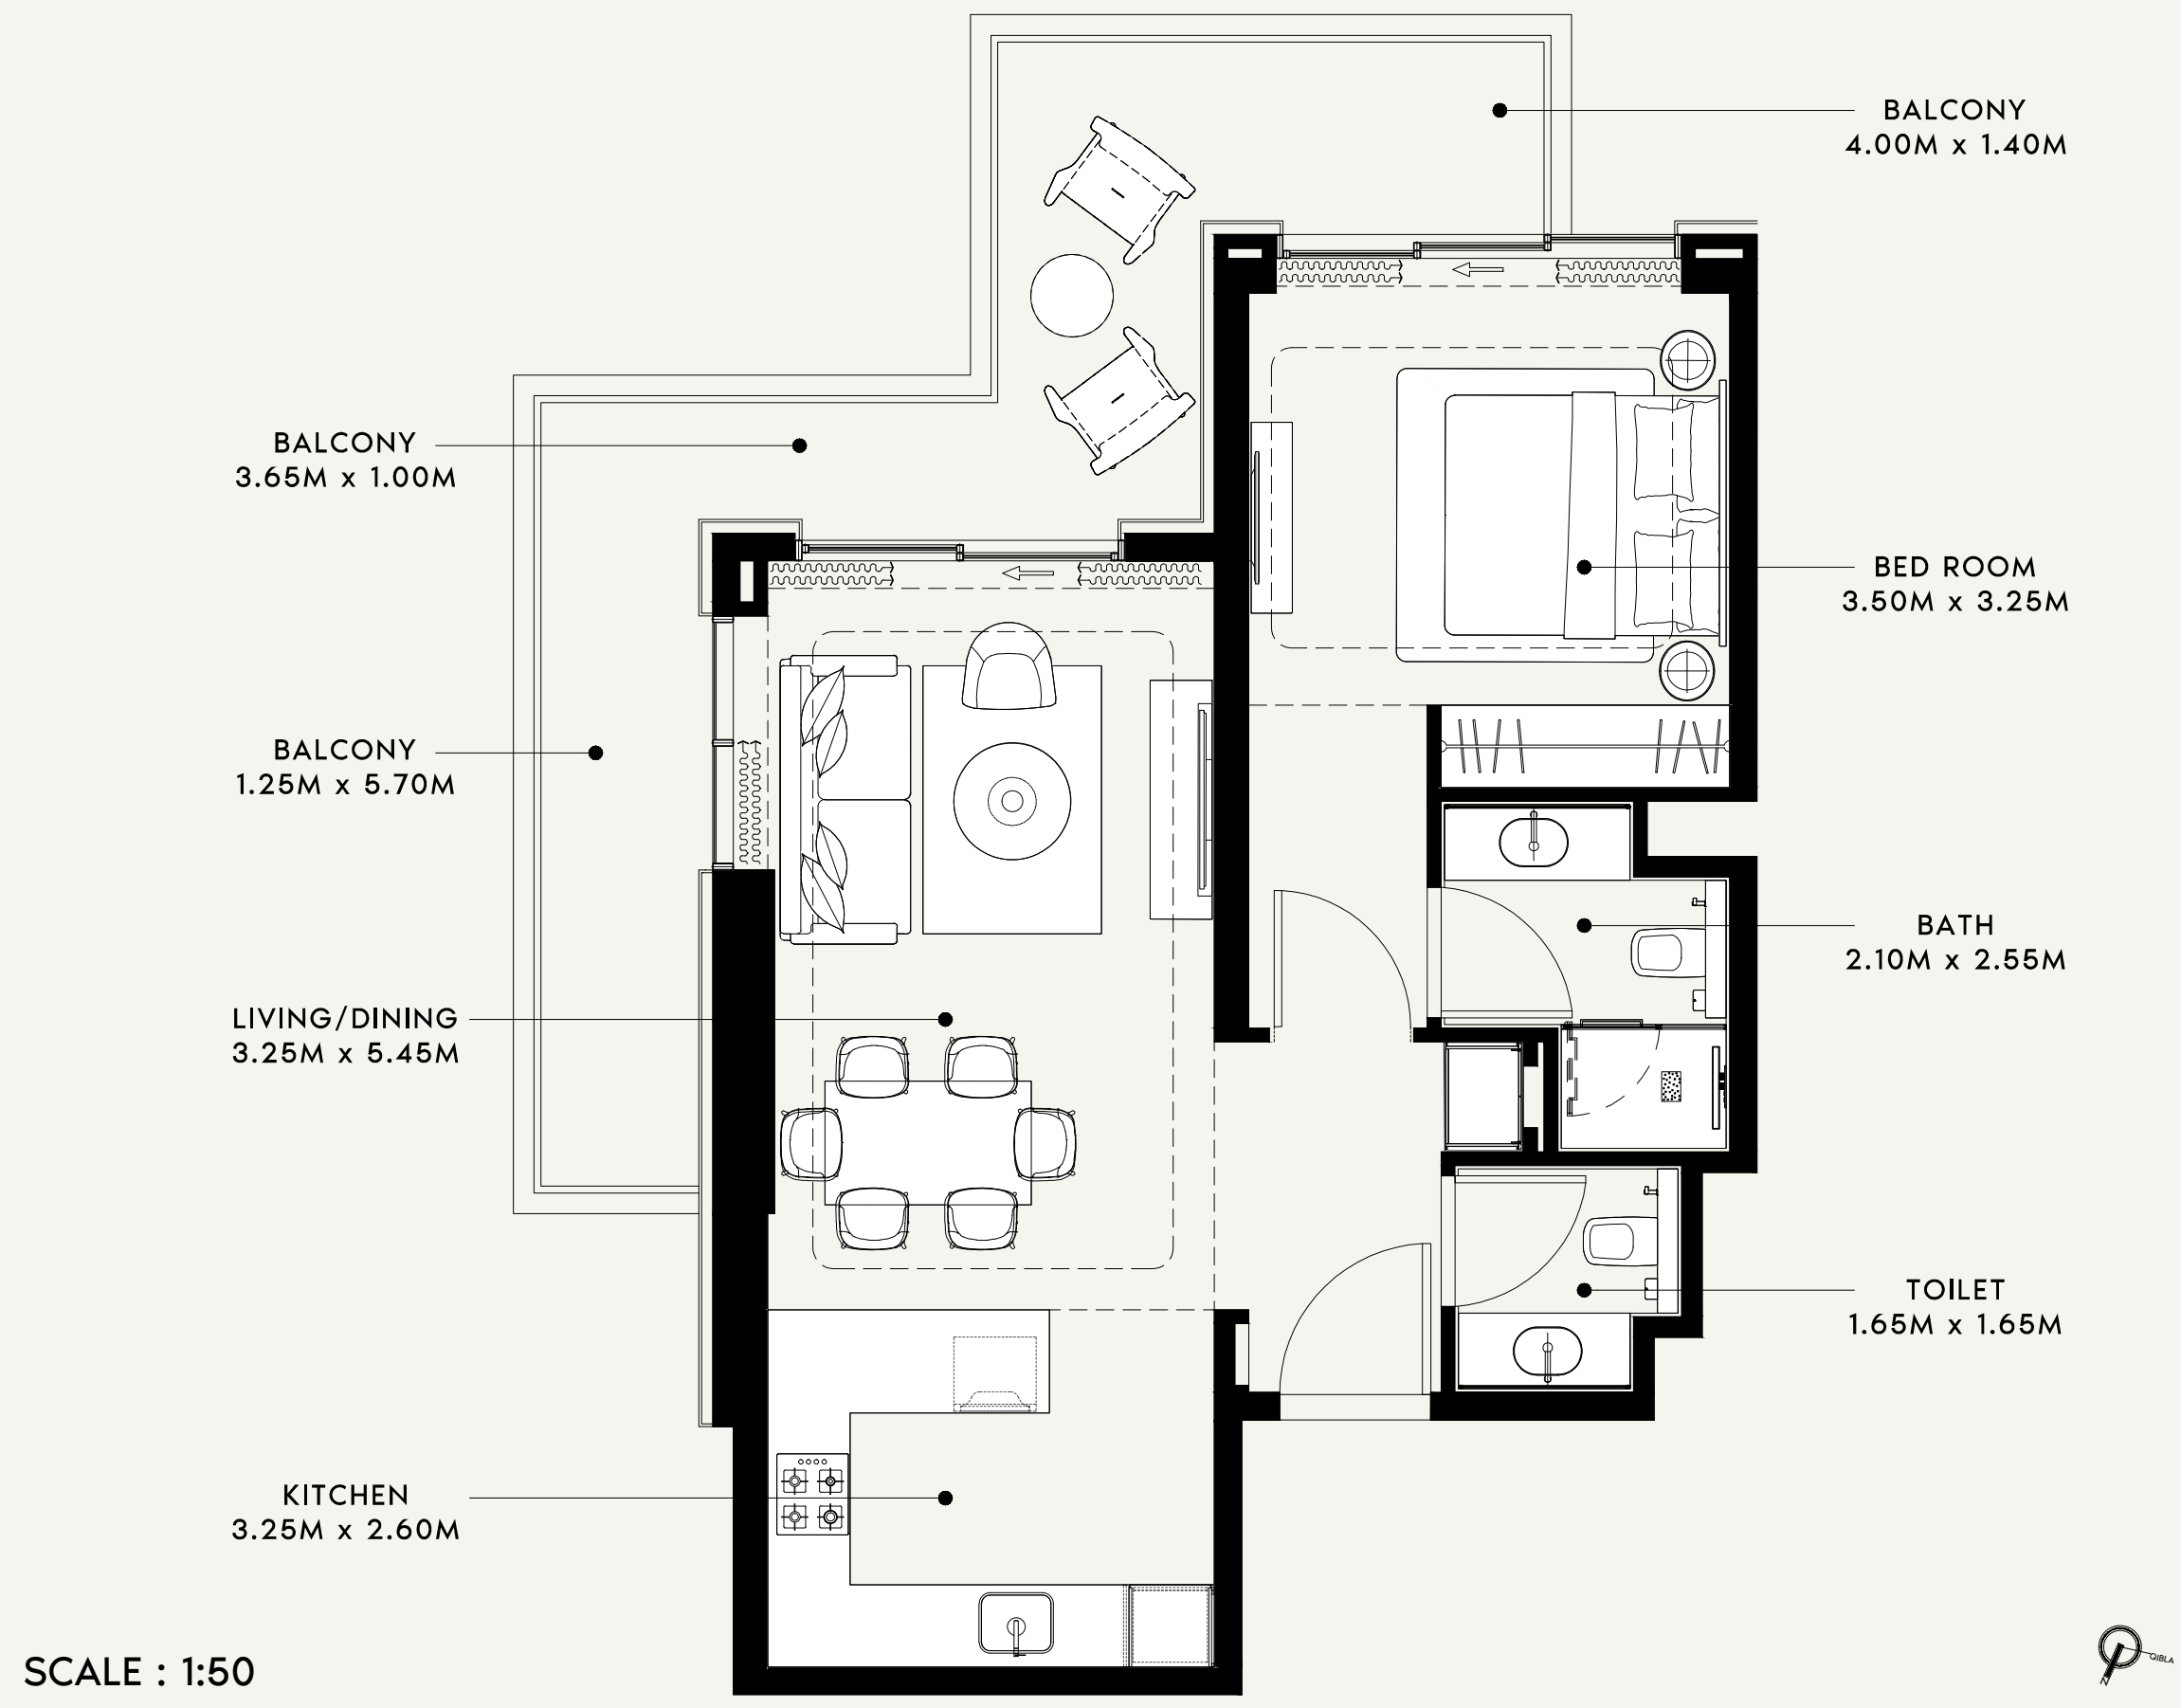 BALCONY
4.00M x 1.40M
BALCONY
3.65M x 1.00M
BED ROOM
3.50M x 3.25M
BALCONY
1.25M x 5.70M
BATH
2.10M x 2.55M
LIVING/DINING
3.25M x 5.45M
TOILET
1.65M x 1.65M
KITCHEN
3.25M x 2.60M
SCALE : 1:50
QIBLA
N